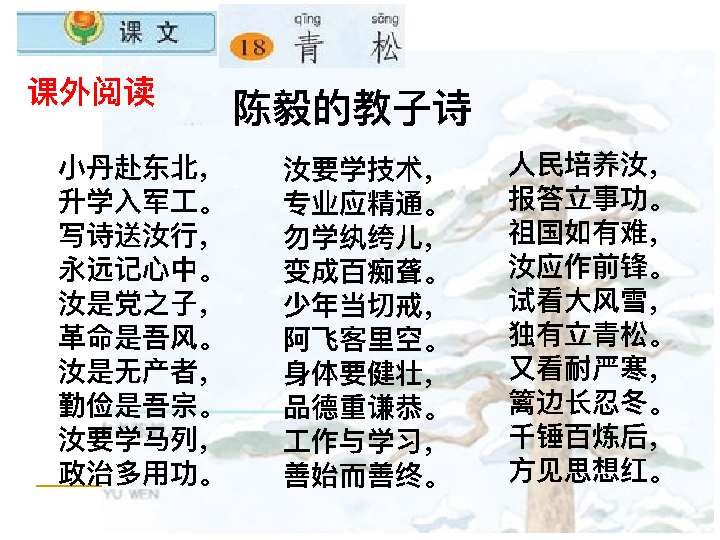 课文
qīng sōng
18 青 松
课外阅读
陈毅的教子诗
小丹赴东北，
升学入军工。
写诗送汝行，
永远记心中。
汝是党之子，
革命是吾风。
汝是无产者，
勤俭是吾宗。
汝要学马列，
政治多用功。
汝要学技术，
专业应精通。
勿学纨绔儿，
变成百痴聋。
少年当切戒，
阿飞客里空。
身体要健壮，
品德重谦恭。
工作与学习，
善始而善终。
人民培养汝，
报答立事功。
祖国如有难，
汝应作前锋。
试看大风雪，
独有立青松。
又看耐严寒，
篱边长忍冬。
千锤百炼后，
方见思想红。
YU WEN